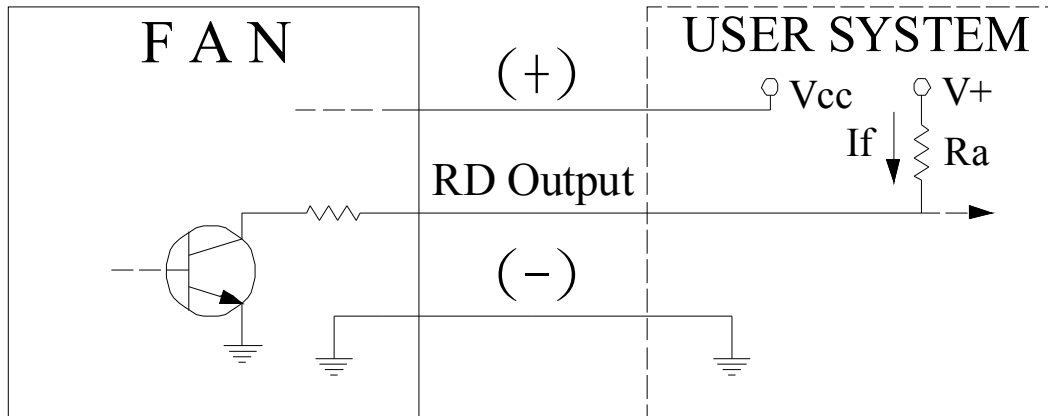 F A N
USER SYSTEM
(+)
Vcc
V+
If
Ra
RD Output
(−)